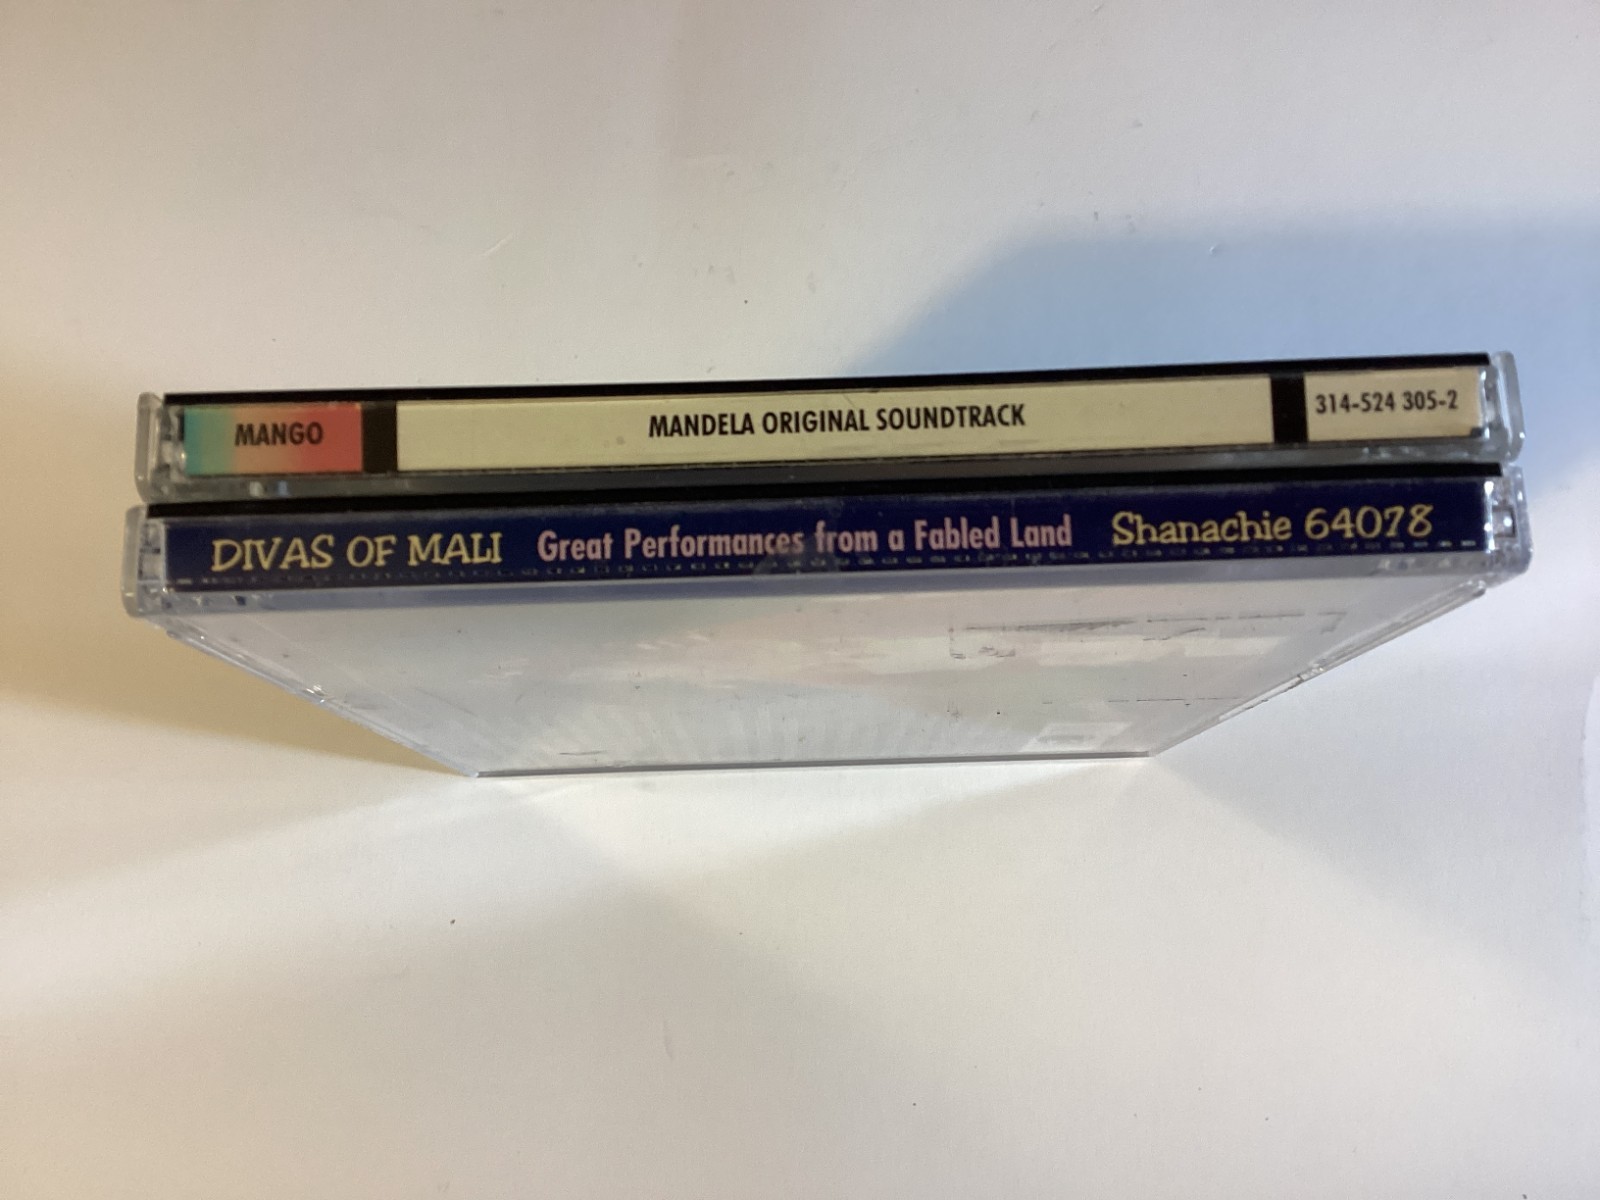 MANGO MANDELA ORIGINAL SOUNDTRACK 314-524 305-2
DIVAS OF MALI Great Performances from a Fabled Land Shanachie 64078